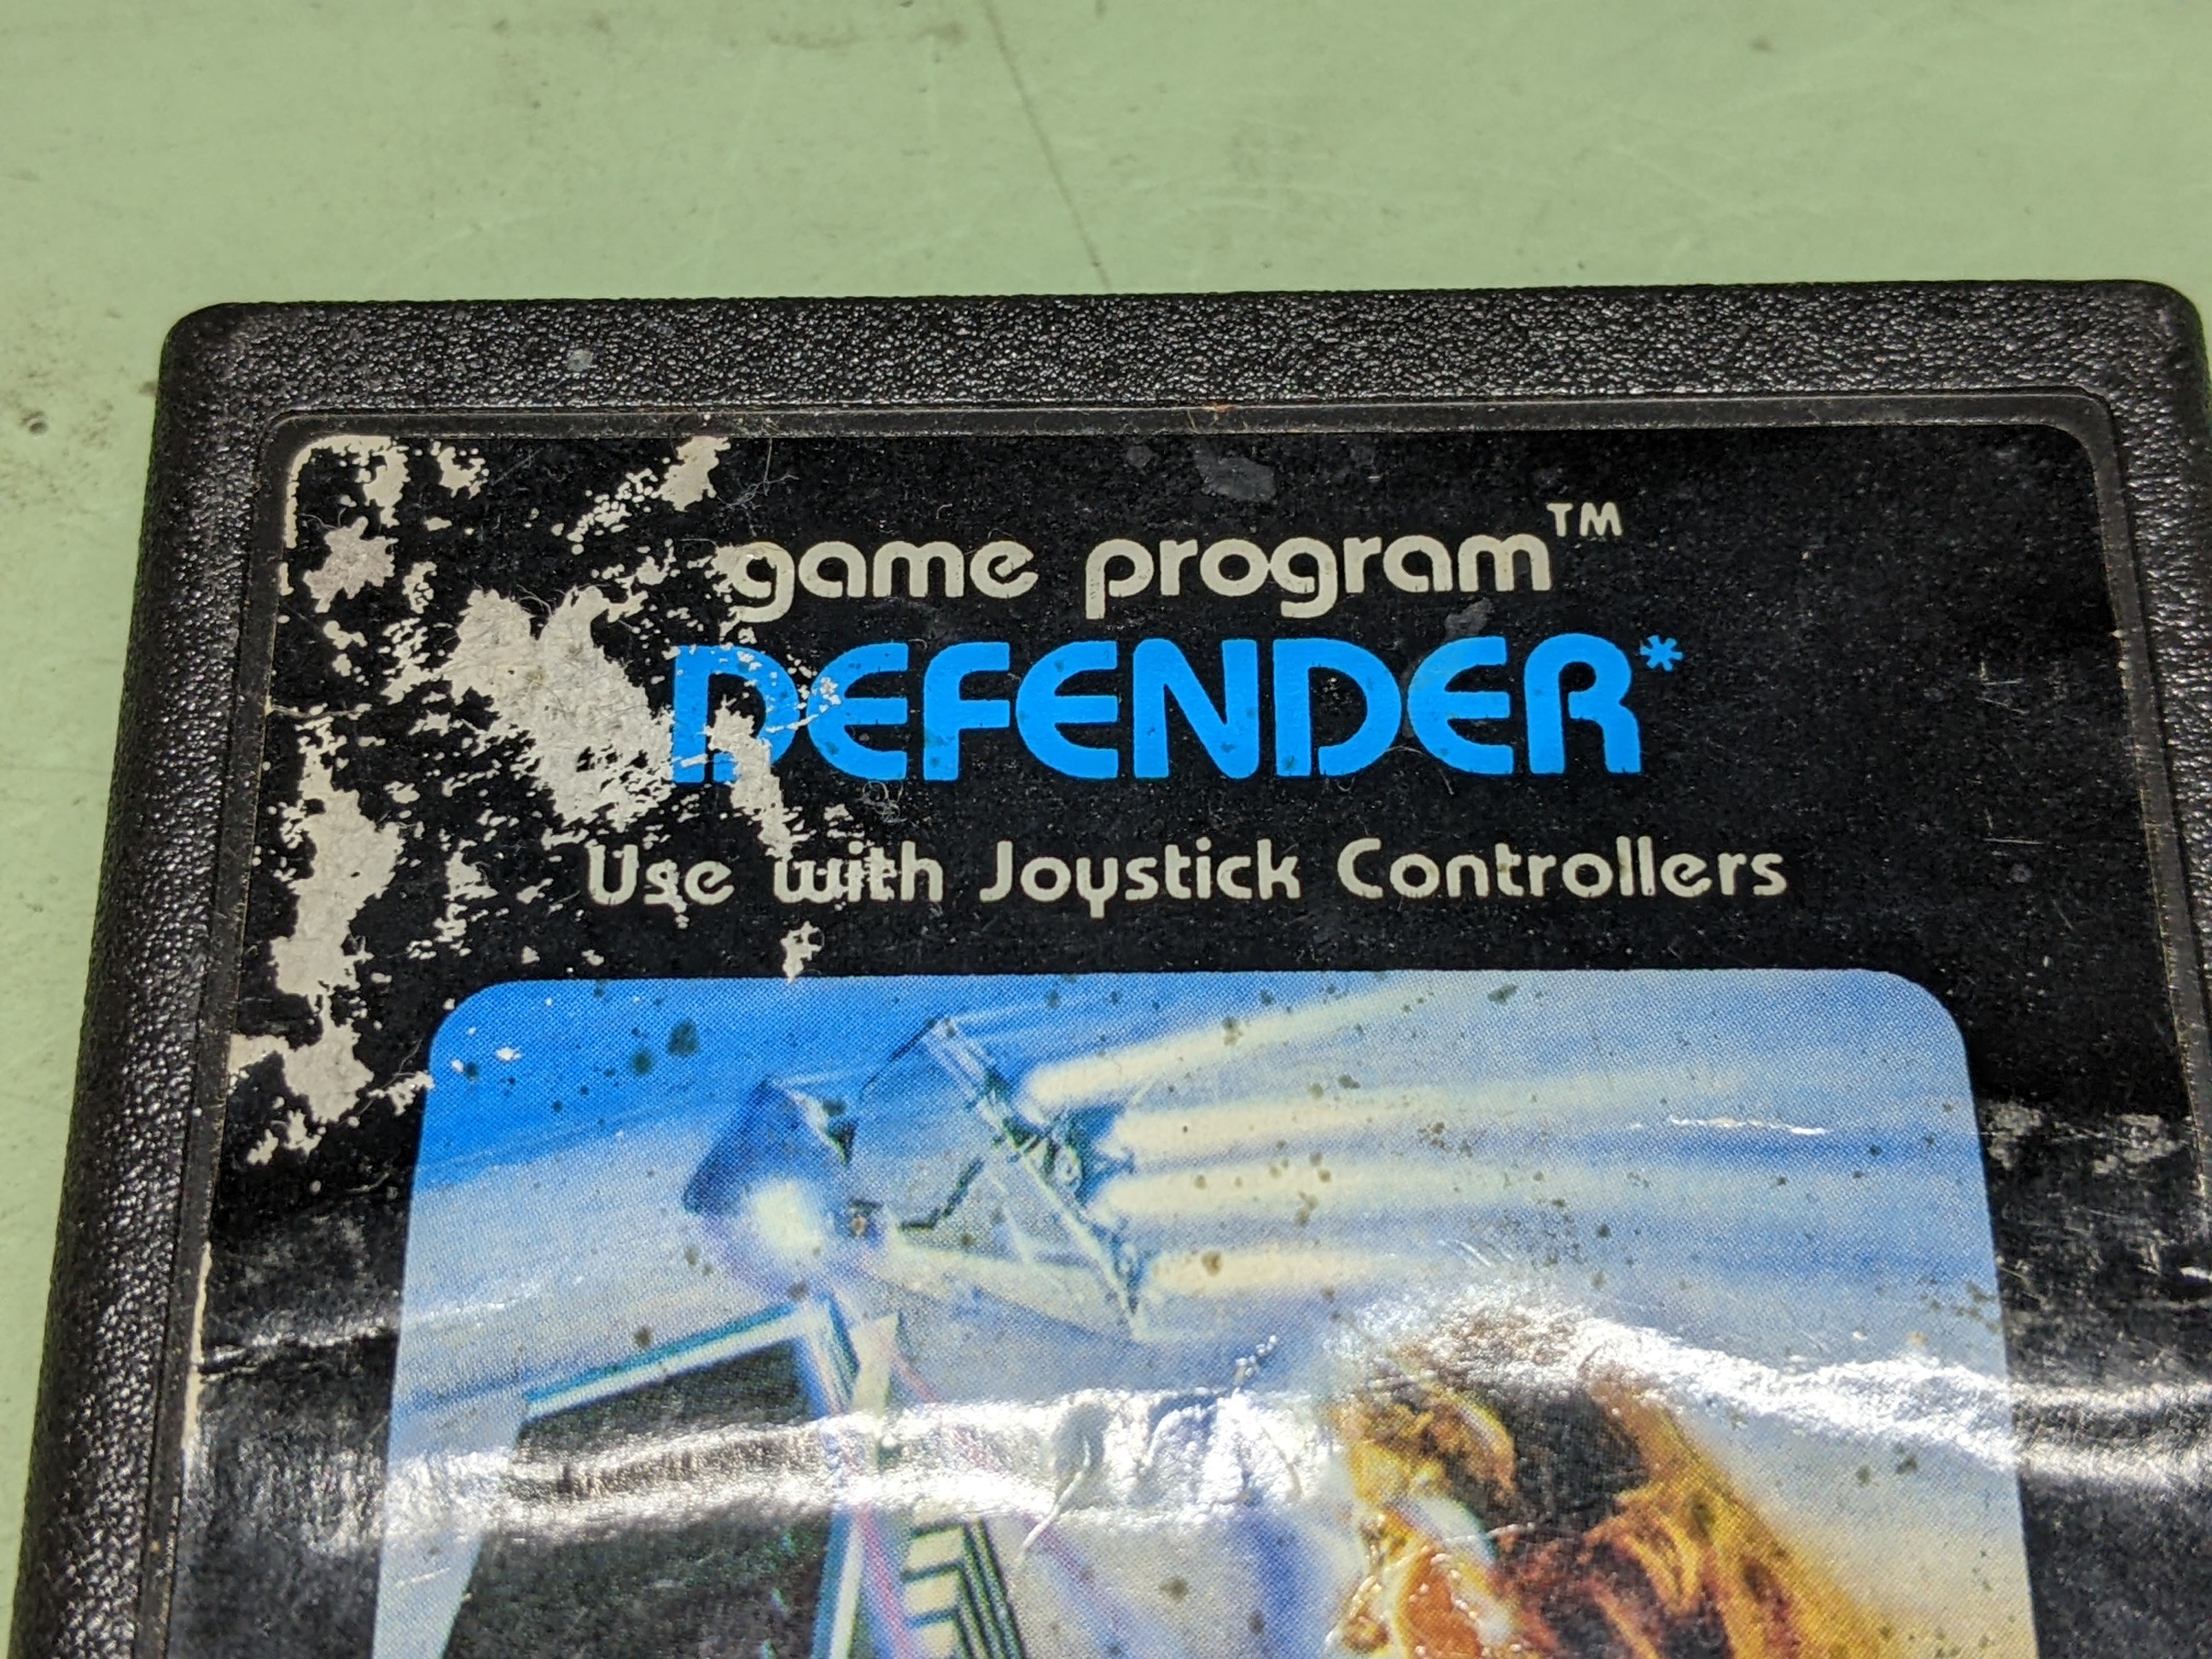 game program™
DEFENDER*
Use with Joystick Controllers